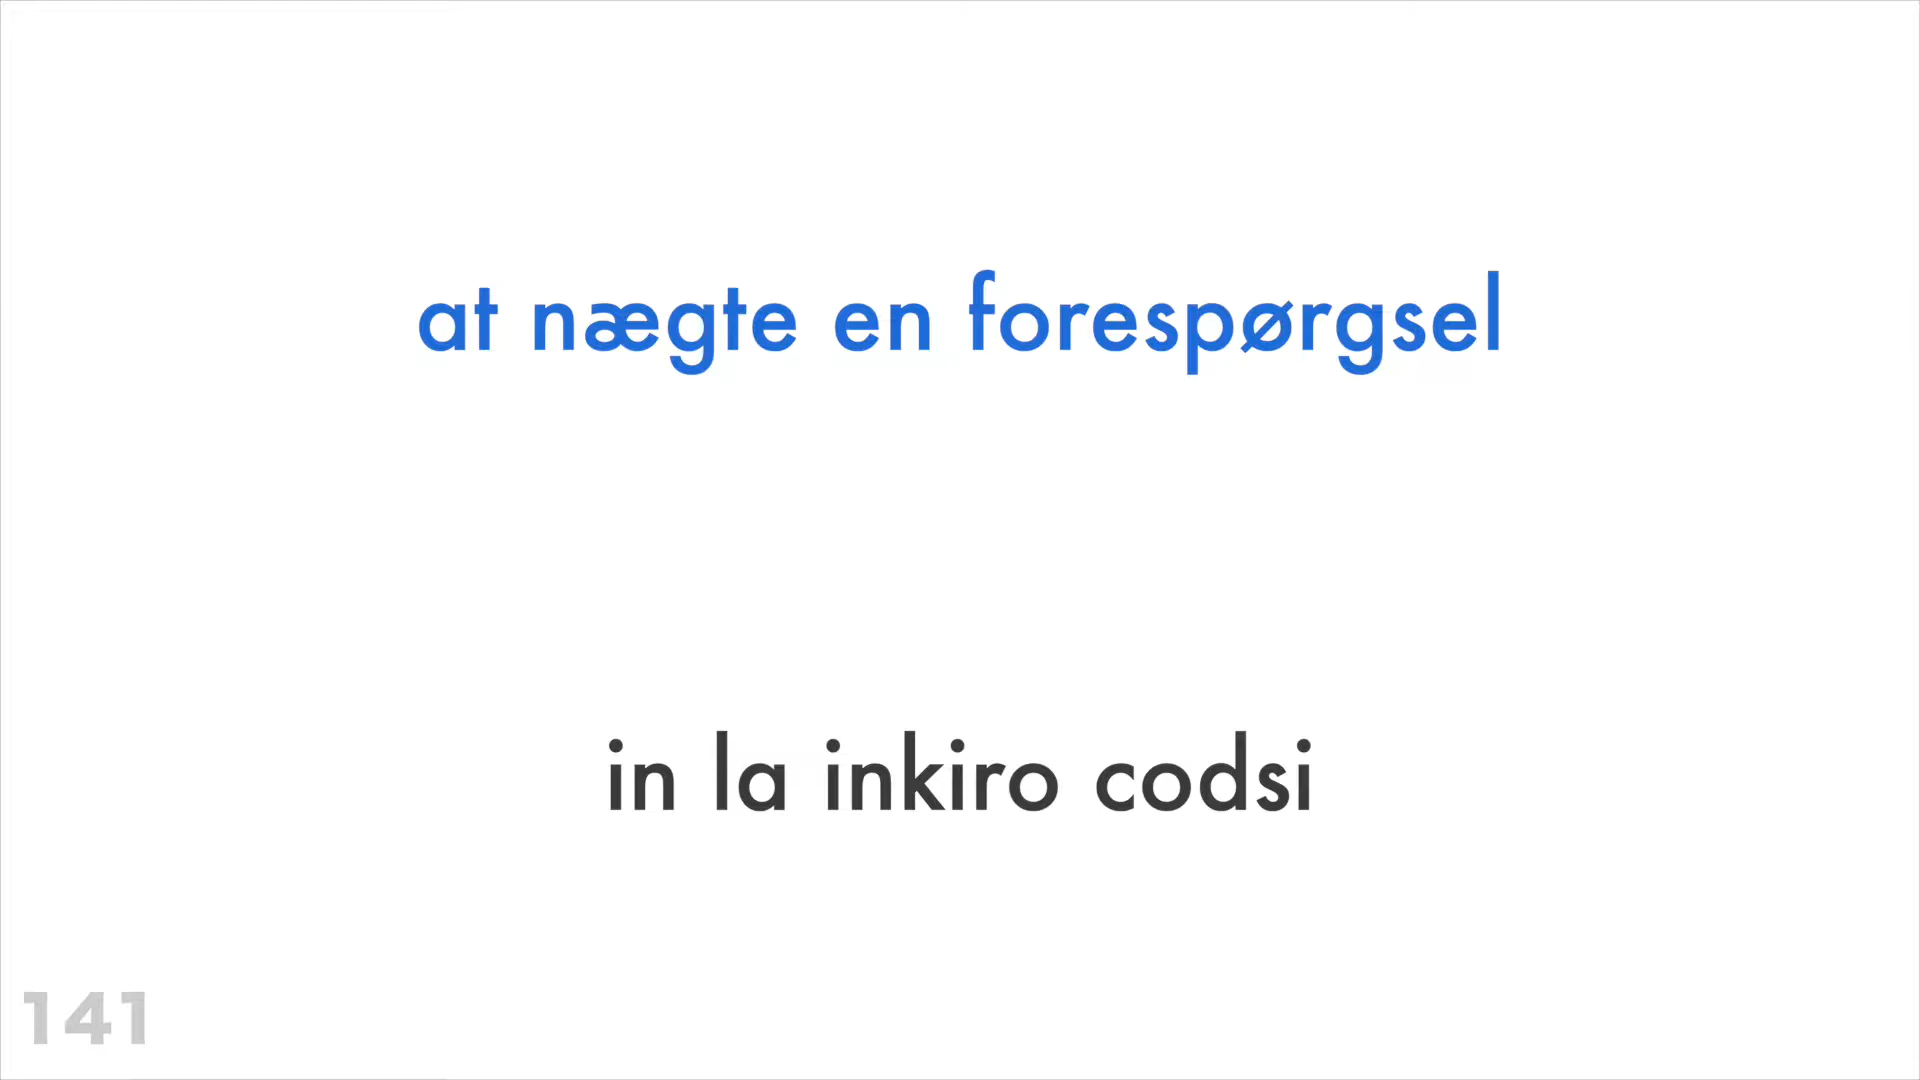 at nægte en forespørgsel
in la inkiro codsi
141